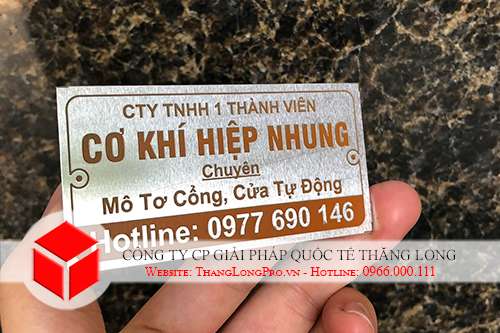 CTY TNHH 1 THÀNH VIÊN
CƠ KHÍ HIỆP NHUNG
Chuyên
Mô Tơ Cổng, Cửa Tự Động
Hotline: 0977 690 146
CÔNG TY CP GIẢI PHÁP QUỐC TẾ THĂNG LONG
Website: ThangLongPro.vn - Hotline: 0966.000.111